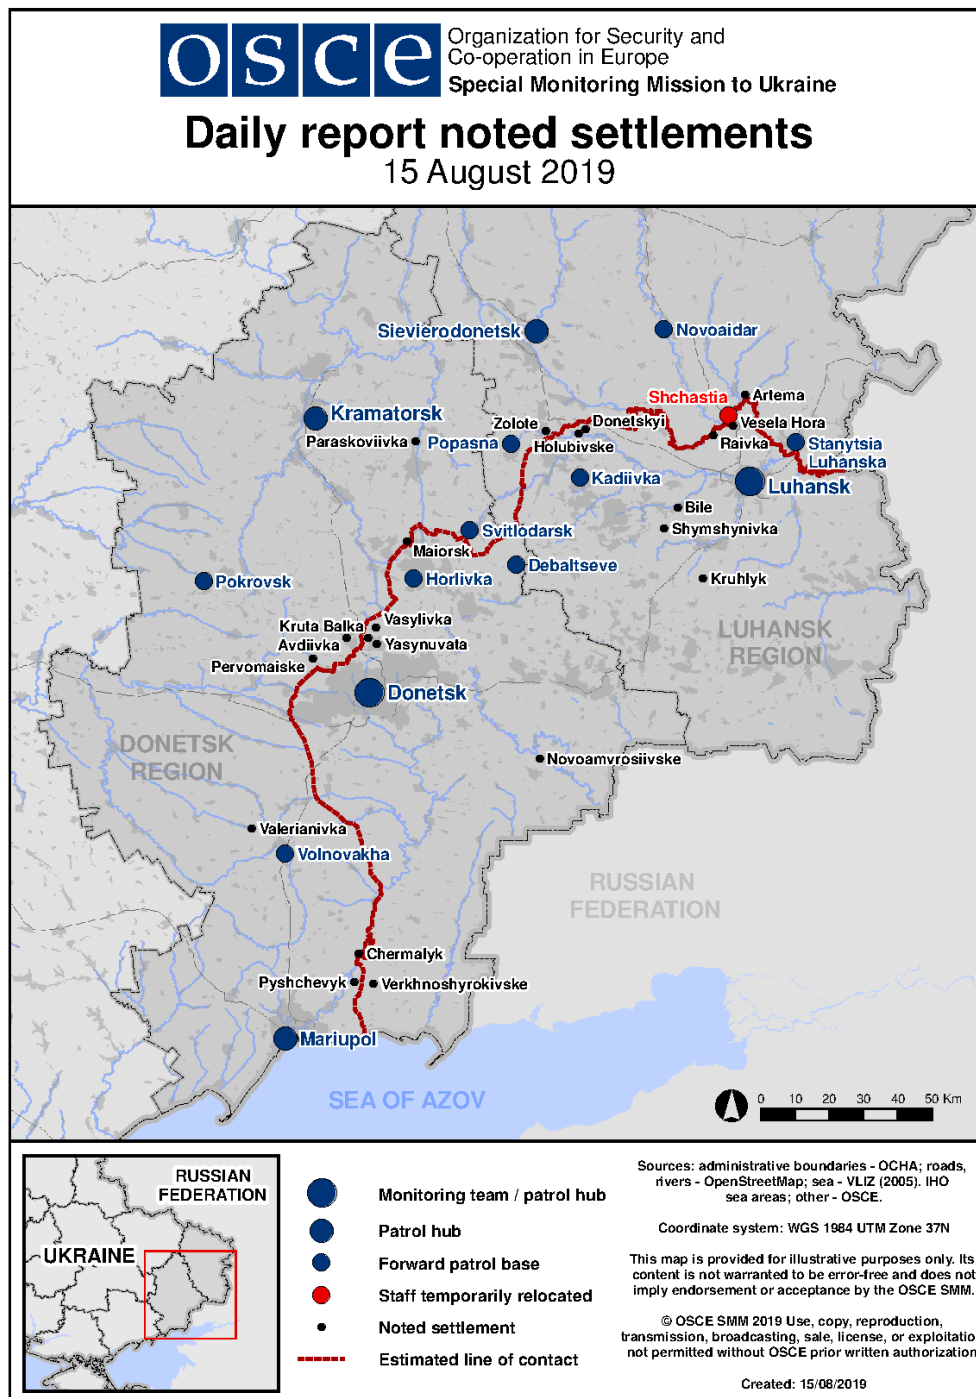 osce
Organization for Security and
Co-operation in Europe
Special Monitoring Mission to Ukraine
Daily report noted settlements
15 August 2019
Sievierodonetsk
Novoaidar
Shchastia
Artema
Kramatorsk
Zolote
Donetskyi
Vesela Hora
Paraskoviivka
Popasna
Holubivske
Raivka
Stanytsia
Luhanska
Kadiivka
Luhansk
Bile
Svitlodarsk
Shymshynivka
Maiorsk
Debaltseve
Pokrovsk
Horlivka
Kruhlyk
Vasylivka
Kruta Balka
Avdiivka
Yasynuvata
LUHANSK
REGION
Pervomaiske
Donetsk
DONETSK
REGION
Novoamvrosiivske
Valerianivka
Volnovakha
RUSSIAN
FEDERATION
Chermalyk
Pyshchevyk
Verkhnoshyrokivske
Mariupol
SEA OF AZOV
0 10 20 30 40 50 Km
RUSSIAN
FEDERATION
UKRAINE
Monitoring team / patrol hub
Patrol hub
Forward patrol base
Staff temporarily relocated
Noted settlement
Estimated line of contact
Sources: administrative boundaries - OCHA; roads,
rivers - OpenStreetMap; sea - VLIZ (2005). IHO
sea areas; other - OSCE.
Coordinate system: WGS 1984 UTM Zone 37N
This map is provided for illustrative purposes only. Its
content is not warranted to be error-free and does not
imply endorsement or acceptance by the OSCE SMM.
© OSCE SMM 2019 Use, copy, reproduction,
transmission, broadcasting, sale, license, or exploitatio
not permitted without OSCE prior written authorization
Created: 15/08/2019